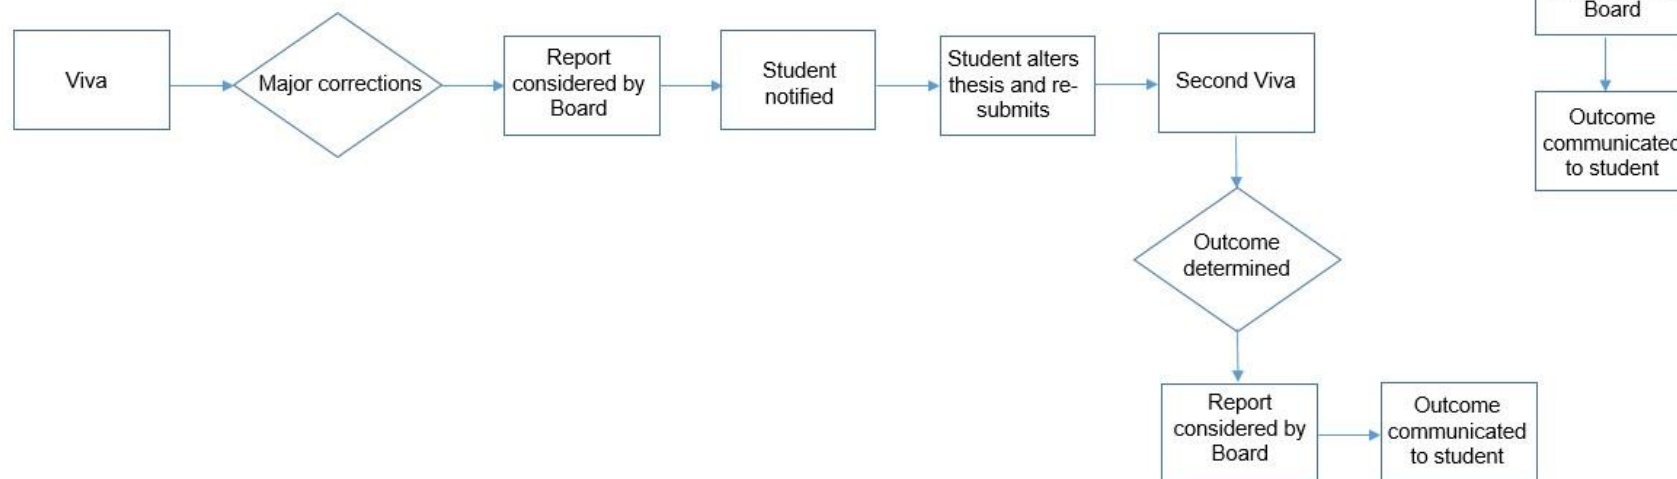 Viva
Major corrections
Report
considered by
Board
Student
notified
Student alters
thesis and re-
submits
Second Viva
Outcome
determined
Report
considered by
Board
Outcome
communicated
to student
Board
Outcome
communicated
to student